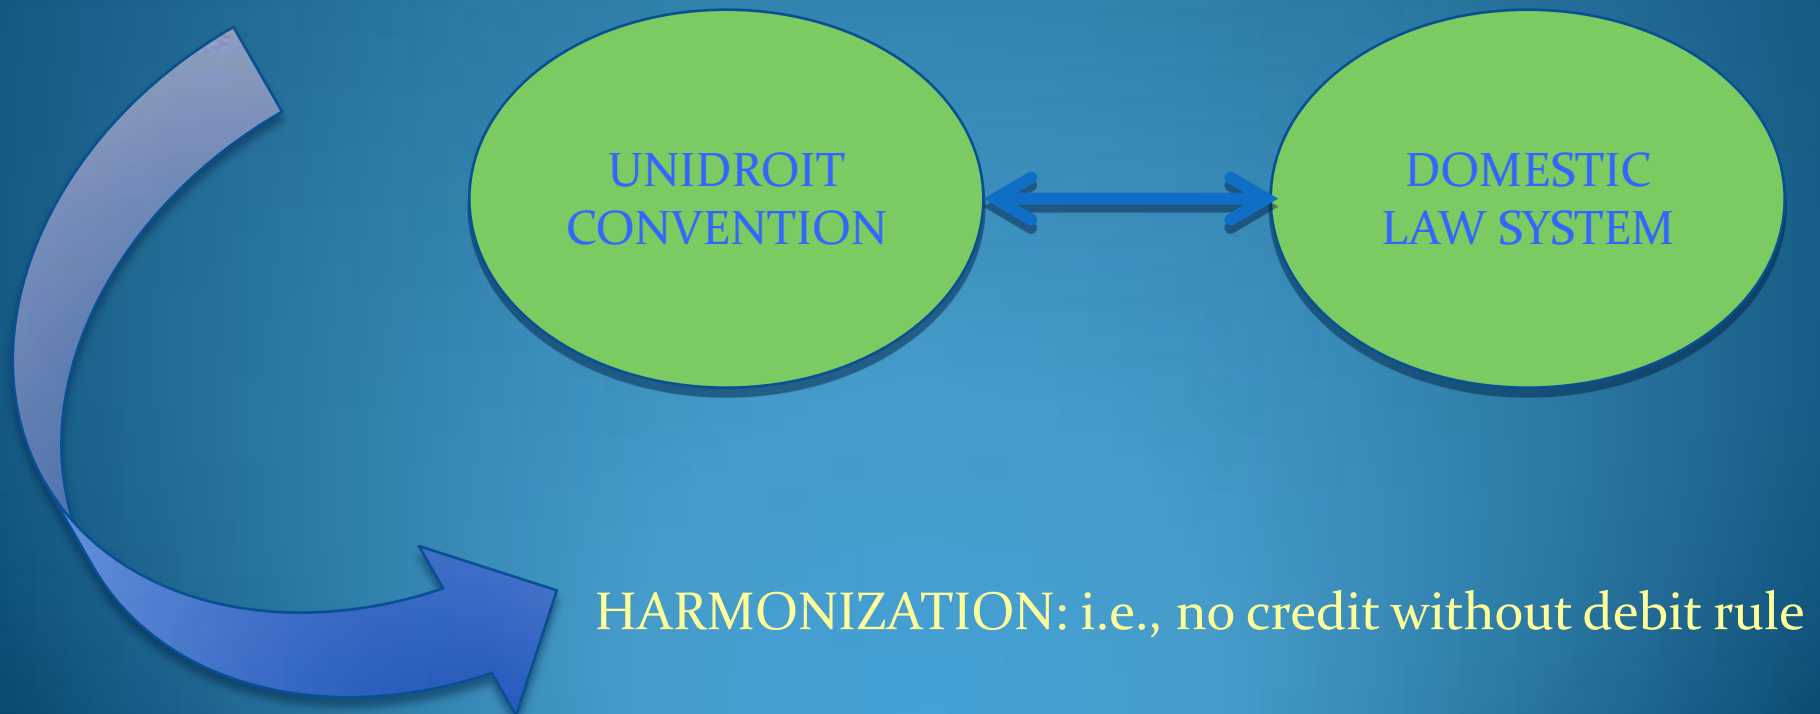 UNIDROIT
CONVENTION
DOMESTIC
LAW SYSTEM
HARMONIZATION: i.e., no credit without debit rule